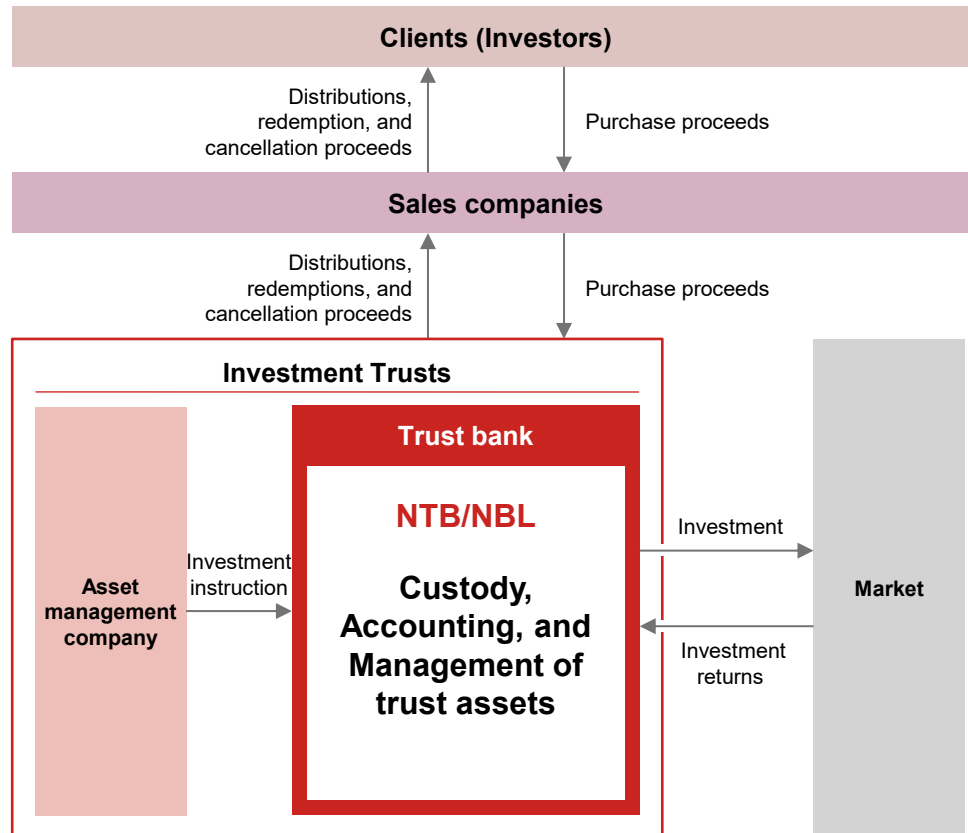 Clients (Investors)
Distributions,
redemption, and
cancellation proceeds
Purchase proceeds
Sales companies
Distributions,
redemptions, and
cancellation proceeds
Purchase proceeds
Investment Trusts
Trust bank
NTB/NBL
Custody,
Accounting, and
Management of
trust assets
Asset
management
company
Investment
instruction
Investment
Investment
returns
Market